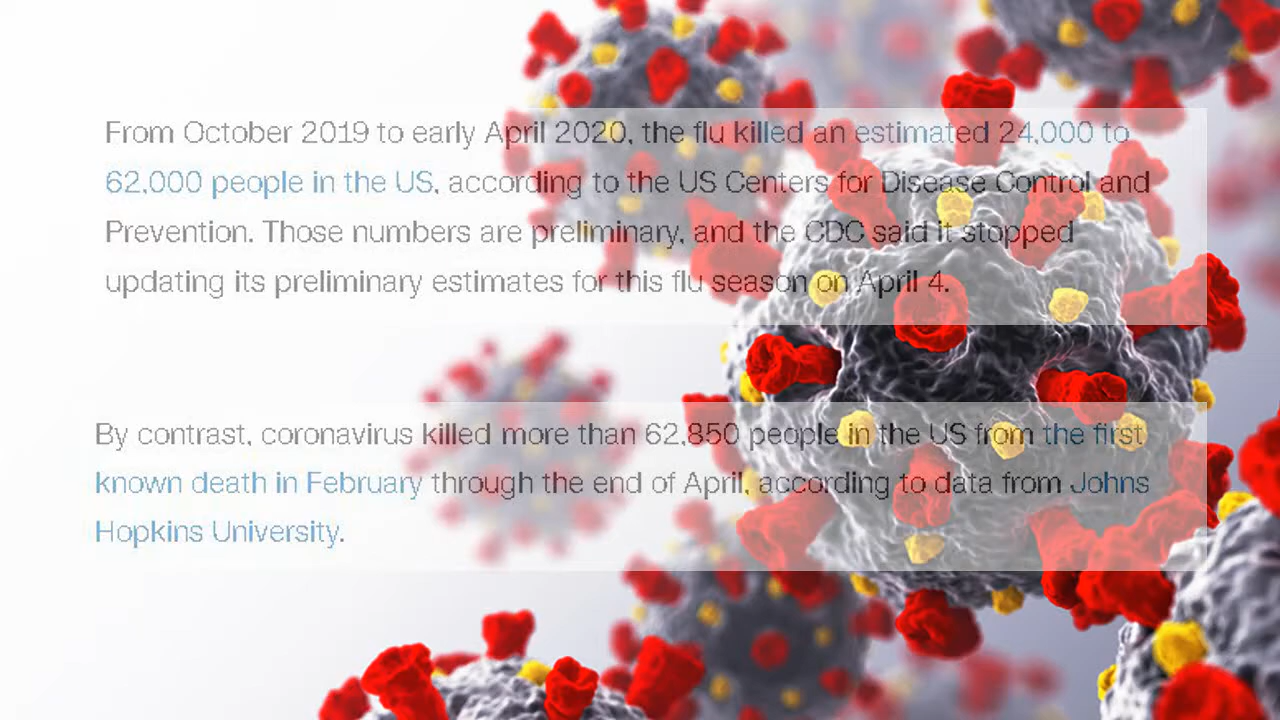 From October 2019 to early April 2020, the flu killed an estimated 24,000 to
62,000 people in the US, according to the US Centers for Disease Control and
Prevention. Those numbers are preliminary, and the CDC said it stopped
updating its preliminary estimates for this flu season on April 4.
By contrast, coronavirus killed more than 62,850 people in the US from the first
known death in February through the end of April, according to data from Johns
Hopkins University.